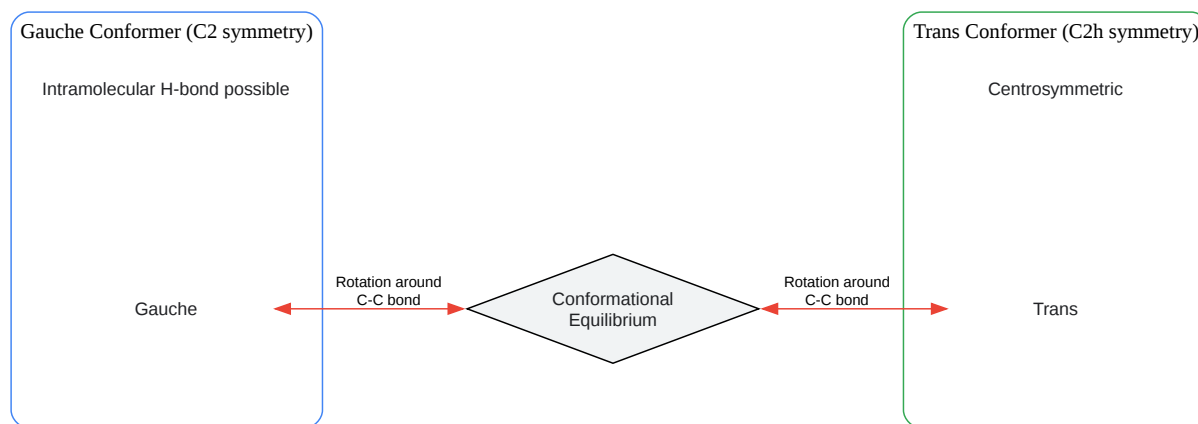 Gauche Conformer (C2 symmetry)
Intramolecular H-bond possible
Gauche
Rotation around
C-C bond
Conformational
Equilibrium
Rotation around
C-C bond
Trans Conformer (C2h symmetry)
Centrosymmetric
Trans